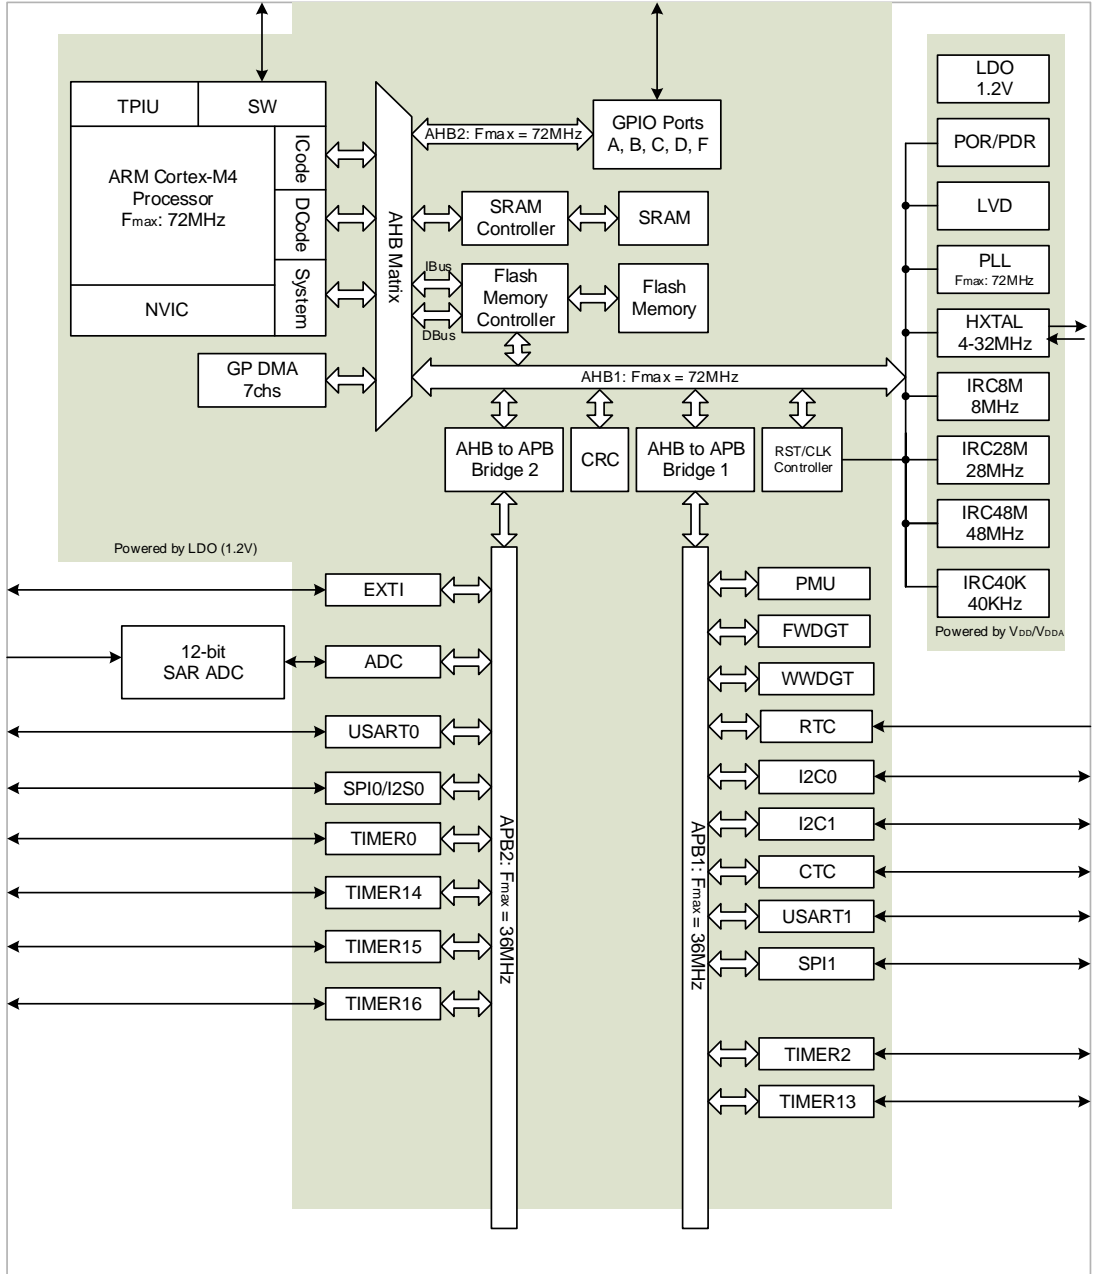 TPIU
SW
ARM Cortex-M4
Processor
Fmax: 72MHz
NVIC
ICode
DCode
System
GP DMA
7chs
AHB Matrix
AHB2: Fmax = 72MHz
GPIO Ports
A, B, C, D, F
SRAM
Controller
SRAM
IBus
DBus
Flash
Memory
Controller
Flash
Memory
AHB1: Fmax = 72MHz
AHB to APB
Bridge 2
CRC
AHB to APB
Bridge 1
RST/CLK
Controller
LDO
1.2V
POR/PDR
LVD
PLL
Fmax: 72MHz
HXTAL
4-32MHz
IRC8M
8MHz
IRC28M
28MHz
IRC48M
48MHz
IRC40K
40KHz
Powered by VDD/VDDA
Powered by LDO (1.2V)
EXTI
12-bit
SAR ADC
ADC
USART0
SPI0/I2S0
TIMER0
TIMER14
TIMER15
TIMER16
APB2: Fmax = 36MHz
APB1: Fmax = 36MHz
PMU
FWDGT
WWDGT
RTC
I2C0
I2C1
CTC
USART1
SPI1
TIMER2
TIMER13